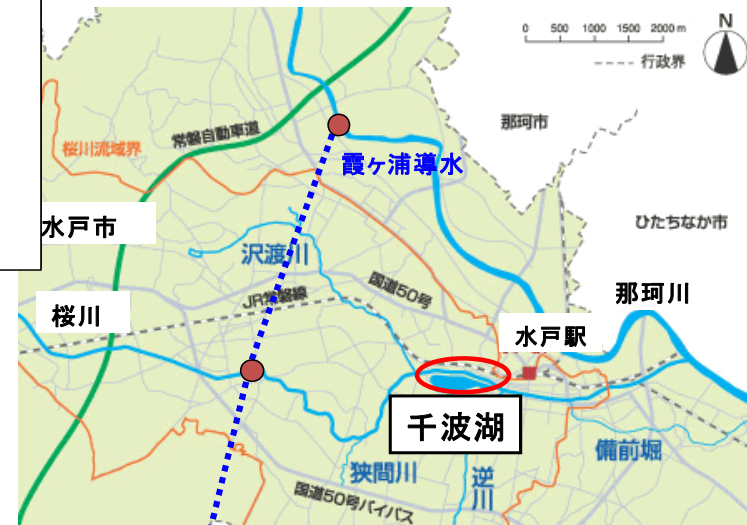 0 500 1000 1500 2000 m
N
行政界
那珂市
常磐自動車道
桜川流域界
霞ヶ浦導水
水戸市
ひたちなか市
沢渡川
国道50号
那珂川
JR常磐線
桜川
水戸駅
千波湖
備前堀
狭間川
逆川
国道50号バイパス